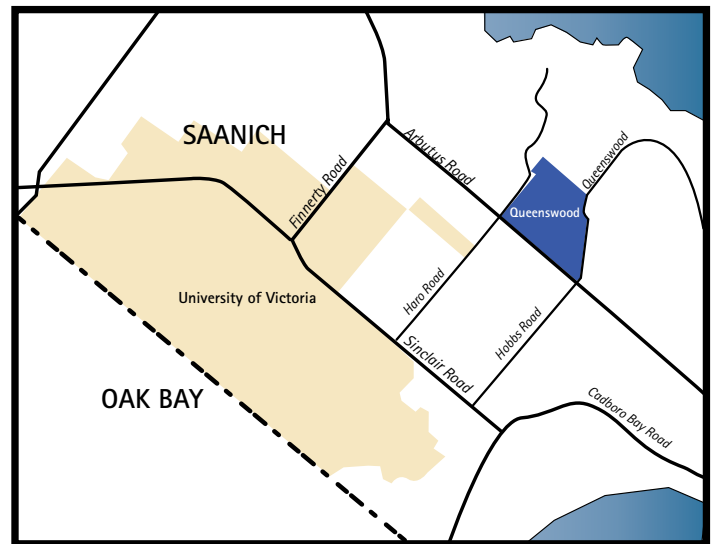 SAANICH
Arbutus Road
Finnerty Road
Queenswood
Queenswood
University of Victoria
Haro Road
Hobbs Road
Sinclair Road
OAK BAY
Cadboro Bay Road